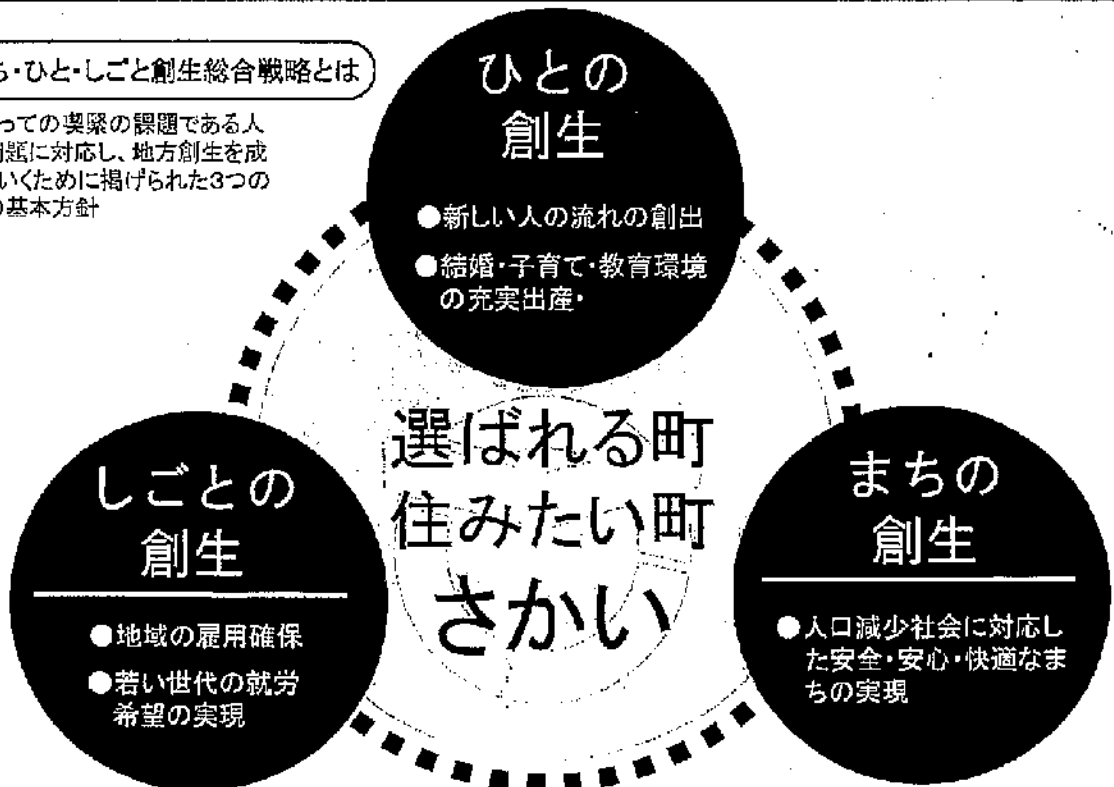 ち・ひと・しごと創生総合戦略とは
っての喫緊の課題である人
問題に対応し、地方創生を成
いくために掲げられた3つの
の基本方針
ひとの
創生
●新しい人の流れの創出
●結婚・子育て・教育環境
の充実出産・
選ばれる町
住みたい町
さかい
しごとの
創生
●地域の雇用確保
●若い世代の就労
希望の実現
まちの
創生
●人口減少社会に対応し
た安全・安心・快適なま
ちの実現